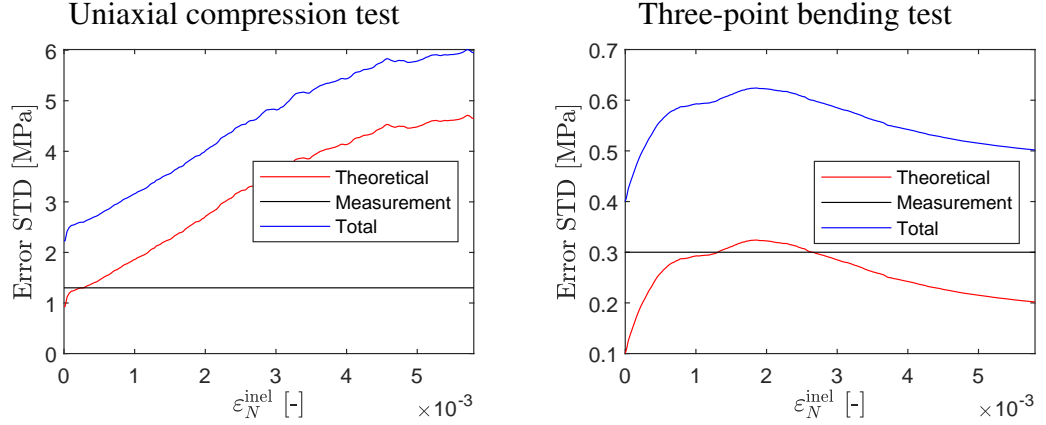 Uniaxial compression test
Error STD [MPa]
6
5
4
3
2
1
0
Theoretical
Measurement
Total
0 1 2 3 4 5
ε_N^inel [-]
×10⁻³
Three-point bending test
Error STD [MPa]
0.7
0.6
0.5
0.4
0.3
0.2
0.1
Theoretical
Measurement
Total
0 1 2 3 4 5
ε_N^inel [-]
×10⁻³